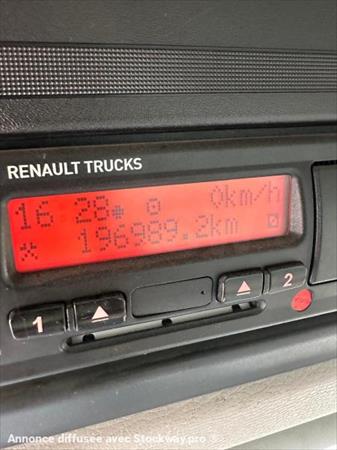 RENAULT TRUCKS
16 28 0km/h
196989.2km
1 2
Annonce diffusée avec Stockway.pro